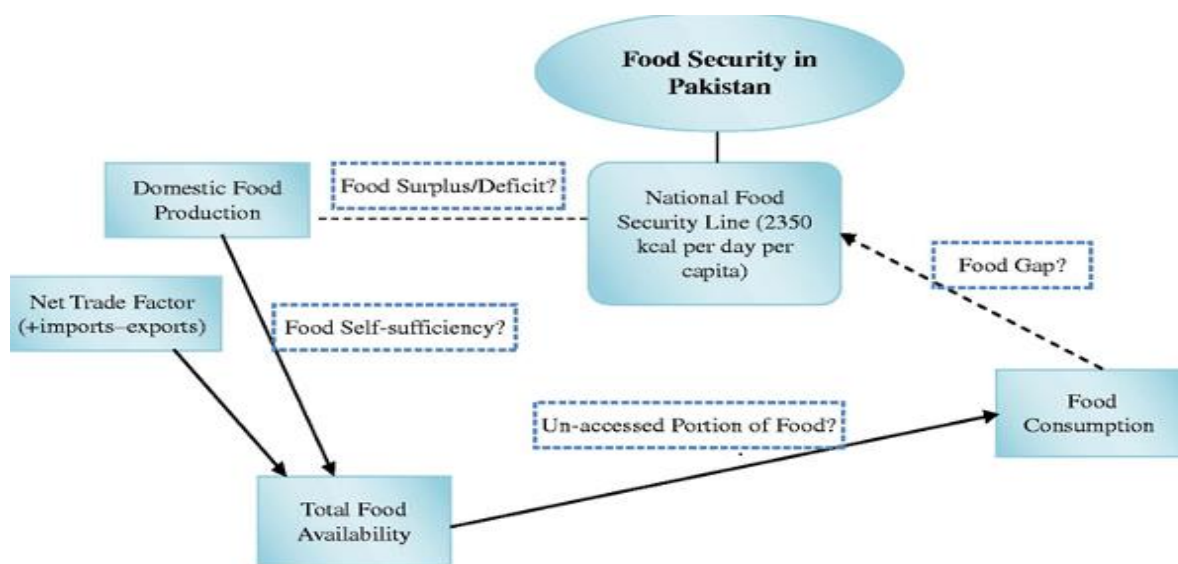 Food Security in
Pakistan
Domestic Food
Production
Food Surplus/Deficit?
National Food
Security Line (2350
kcal per day per
capita)
Food Gap?
Net Trade Factor
(+imports–exports)
Food Self-sufficiency?
Un-accessed Portion of Food?
Food
Consumption
Total Food
Availability